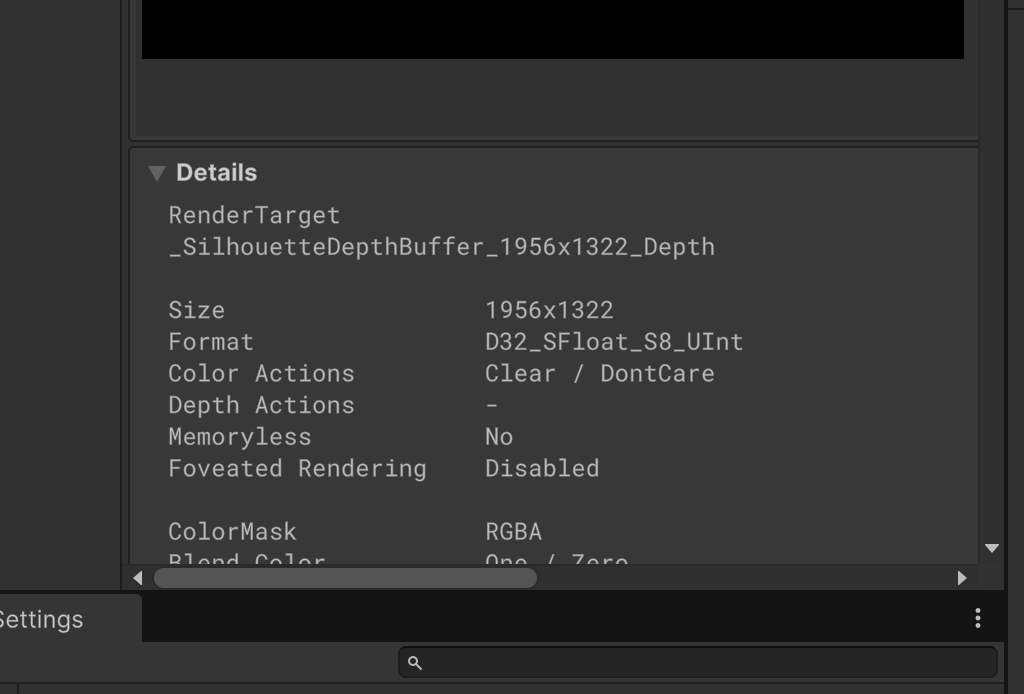 Details
RenderTarget
_SilhouetteDepthBuffer_1956x1322_Depth
Size 1956x1322
Format D32_SFloat_S8_UInt
Color Actions Clear / DontCare
Depth Actions -
Memoryless No
Foveated Rendering Disabled
ColorMask RGBA
Blend Color One / Zero
Settings